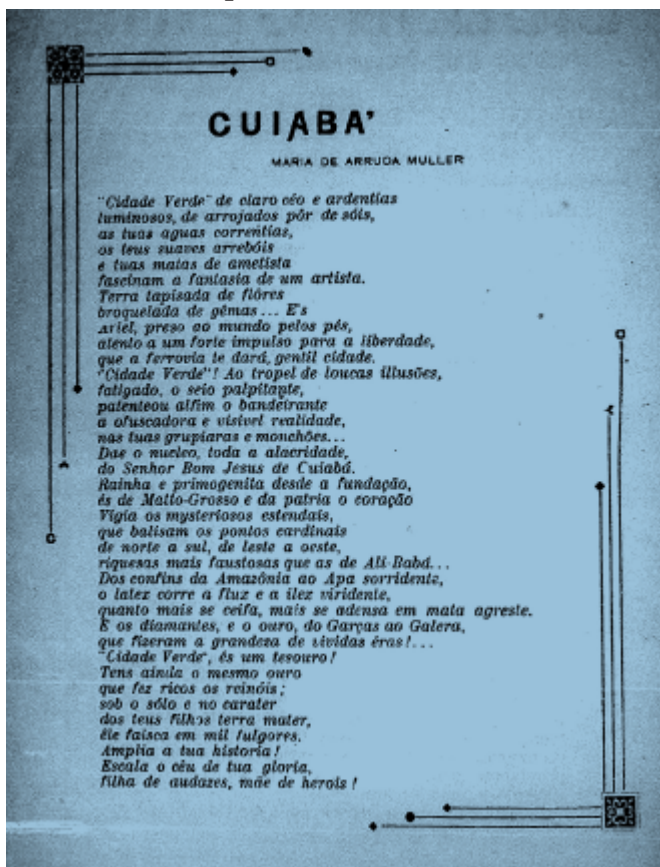 CUIABA'
MARIA DE ARRUDA MULLER
"Cidade Verde" de claro céo e ardentias
luminosos, de arrojados pôr de sóis,
as tuas aguas correntias,
os teus suaves arrebóis
e tuas matas de ametista
fascinam a fantasia de um artista.
Terra tapisada de flôres
broquelada de gêmas... E's
Ariel, preso ao mundo pelos pés,
atento a um forte impulso para a liberdade,
que a ferrovia te dará, gentil cidade.
"Cidade Verde"! Ao tropel de loucas illusões,
fatigado, o seio palpitante,
patenteou alfim o bandeirante
a ofuscadora e visivel realidade,
nas tuas grupiaras e monchões...
Das o nucleo, toda a alacridade,
do Senhor Bom Jesus de Cuiabá.
Rainha e primogenita desde a fundação,
és de Matto-Grosso e da patria o coração
Vigia os mysteriosos estendais,
que balisam os pontos cardinais
de norte a sul, de leste a oeste,
riquesas mais faustosas que as de Ali-Babá...
Dos confins da Amazônia ao Apa sorridente,
o latex corre a flux e a ilex viridente,
quanto mais se ceifa, mais se adensa em mata agreste.
E os diamantes, e o ouro, do Garças ao Galera,
que fizeram a grandeza de vividas éras!...
"Cidade Verde", és um tesouro!
Tens ainda o mesmo ouro
que fez ricos os reinóis;
sob o sólo e no carater
dos teus filhos terra mater,
êle faisca em mil fulgores.
Amplia a tua historia!
Escala o céu de tua gloria,
filha de audazes, mãe de herois!